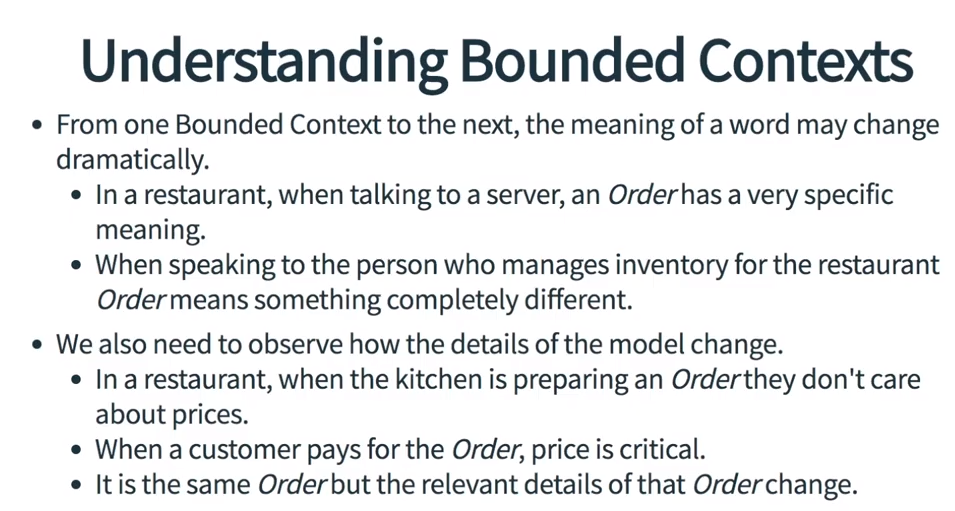 Understanding Bounded Contexts
• From one Bounded Context to the next, the meaning of a word may change
dramatically.
• In a restaurant, when talking to a server, an Order has a very specific
meaning.
• When speaking to the person who manages inventory for the restaurant
Order means something completely different.
• We also need to observe how the details of the model change.
• In a restaurant, when the kitchen is preparing an Order they don't care
about prices.
• When a customer pays for the Order, price is critical.
• It is the same Order but the relevant details of that Order change.